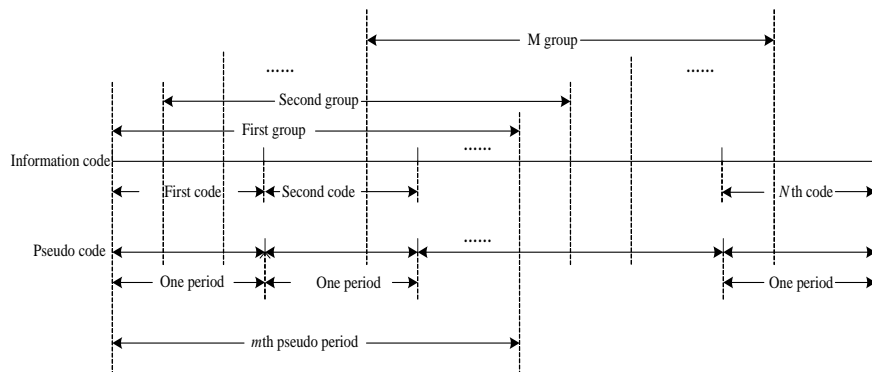 M group
......
......
Second group
First group
......
Information code
First code
Second code
Nth code
......
Pseudo code
One period
One period
One period
mth pseudo period